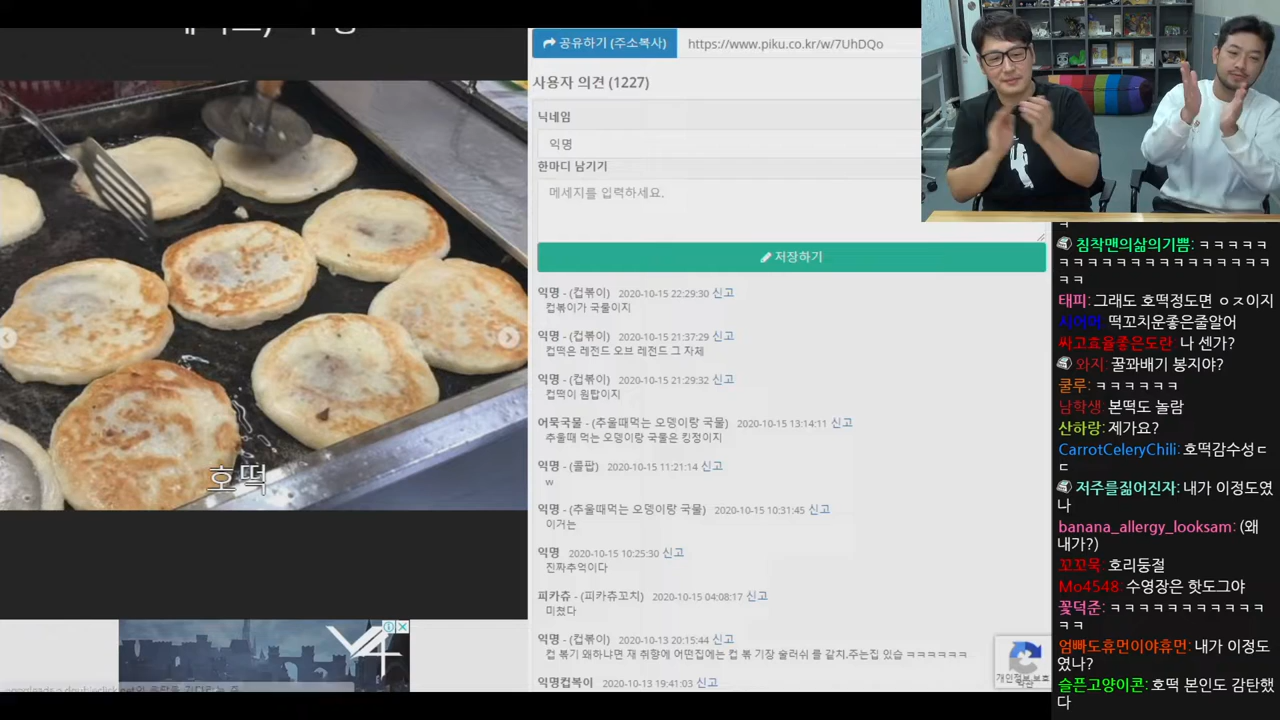 공유하기 (주소복사)
https://www.piku.co.kr/w/7UhDQo
사용자 의견 (1227)
닉네임
익명
한마디 남기기
메세지를 입력하세요.
저장하기
익명 - (컵볶이) 2020-10-15 22:29:30 신고
컵볶이가 국룰이지
익명 - (컵볶이) 2020-10-15 21:37:29 신고
컵떡은 레전드 오브 레전드 그 자체
익명 - (컵볶이) 2020-10-15 21:29:32 신고
컵떡이 원탑이지
어묵국물 - (추울때먹는 오뎅이랑 국물) 2020-10-15 13:14:11 신고
추울때 먹는 오뎅이랑 국물은 킹정이지
익명 - (콜팝) 2020-10-15 11:21:14 신고
w
익명 - (추울때먹는 오뎅이랑 국물) 2020-10-15 10:31:45 신고
이거는
익명 2020-10-15 10:25:30 신고
진짜추억이다
피카츄 - (피카츄꼬치) 2020-10-15 04:08:17 신고
미쳤다
익명 - (컵볶이) 2020-10-13 20:15:44 신고
컵 볶기 왜하냐면 재 취향에 어떤집에는 컵 볶 기장 술러쉬 를 같치.주는집 있습 ㅋㅋㅋㅋㅋㅋㅋ
익명컵복이 2020-10-13 19:41:03 신고
호떡
V4
개인정보 보호
ㅋ
침착맨의삶의기쁨: ㅋㅋㅋㅋㅋ
ㅋㅋㅋㅋㅋㅋㅋㅋㅋㅋㅋㅋㅋㅋ
ㅋㅋ
태피: 그래도 호떡정도면 ㅇㅈ이지
시어머: 떡꼬치운좋은줄알어
싸고효율좋은도란: 나 센가?
와지: 꿀꽈배기 봉지야?
쿨루: ㅋㅋㅋㅋㅋㅋ
남학생: 본떡도 놀람
산하랑: 제가요?
CarrotCeleryChili: 호떡감수성ㄷ
ㄷ
저주를짊어진자: 내가 이정도였
나
banana_allergy_looksam: (왜
내가?)
꼬꼬묵: 호리둥절
Mo4548: 수영장은 핫도그야
꽃덕준: ㅋㅋㅋㅋㅋㅋㅋㅋㅋㅋㅋ
ㅋㅋ
엄빠도휴먼이야휴먼: 내가 이정도
였나?
슬픈고양이콘: 호떡 본인도 감탄했
다